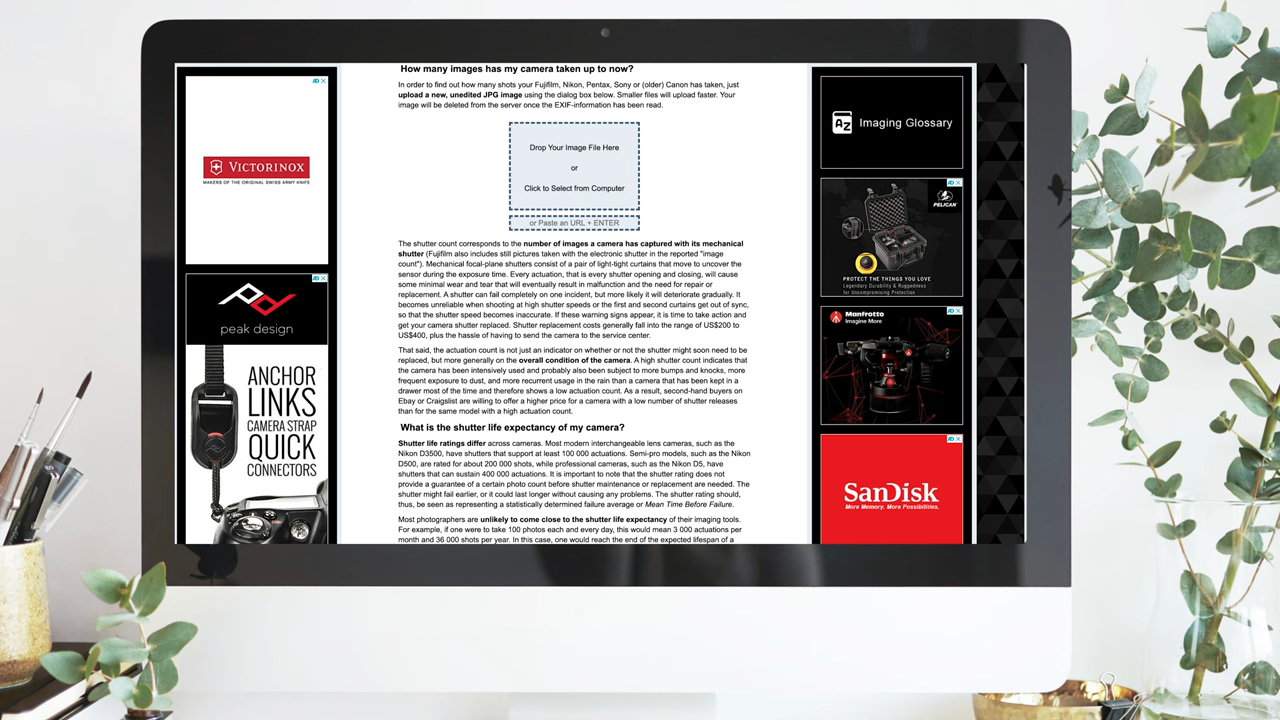 How many images has my camera taken up to now?
In order to find out how many shots your Fujifilm, Nikon, Pentax, Sony or (older) Canon has taken, just
upload a new, unedited JPG image using the dialog box below. Smaller files will upload faster. Your
image will be deleted from the server once the EXIF-information has been read.
Drop Your Image File Here
or
Click to Select from Computer
or Paste an URL + ENTER
The shutter count corresponds to the number of images a camera has captured with its mechanical
shutter (Fujifilm also includes still pictures taken with the electronic shutter in the reported "image
count"). Mechanical focal-plane shutters consist of a pair of light-tight curtains that move to uncover the
sensor during the exposure time. Every actuation, that is every shutter opening and closing, will cause
some minimal wear and tear that will eventually result in malfunction and the need for repair or
replacement. A shutter can fail completely on one incident, but more likely it will deteriorate gradually. It
becomes unreliable when shooting at high shutter speeds or the first and second curtains get out of sync,
so that the shutter speed becomes inaccurate. If these warning signs appear, it is time to take action and
get your camera shutter replaced. Shutter replacement costs generally fall into the range of US$200 to
US$400, plus the hassle of having to send the camera to the service center.
That said, the actuation count is not just an indicator on whether or not the shutter might soon need to be
replaced, but more generally on the overall condition of the camera. A high shutter count indicates that
the camera has been intensively used and probably also been subject to more bumps and knocks, more
frequent exposure to dust, and more recurrent usage in the rain than a camera that has been kept in a
drawer most of the time and therefore shows a low actuation count. As a result, second-hand buyers on
Ebay or Craigslist are willing to offer a higher price for a camera with a low number of shutter releases
than for the same model with a high actuation count.
What is the shutter life expectancy of my camera?
Shutter life ratings differ across cameras. Most modern interchangeable lens cameras, such as the
Nikon D3500, have shutters that support at least 100 000 actuations. Semi-pro models, such as the Nikon
D500, are rated for about 200 000 shots, while professional cameras, such as the Nikon D5, have
shutters that can sustain 400 000 actuations. It is important to note that the shutter rating does not
provide a guarantee of a certain photo count before shutter maintenance or replacement are needed. The
shutter might fail earlier, or it could last longer without causing any problems. The shutter rating should,
thus, be seen as representing a statistically determined failure average or Mean Time Before Failure.
Most photographers are unlikely to come close to the shutter life expectancy of their imaging tools.
For example, if one were to take 100 photos each and every day, this would mean 3 000 actuations per
month and 36 000 shots per year. In this case, one would reach the end of the expected lifespan of a
VICTORINOX
MAKERS OF THE ORIGINAL SWISS ARMY KNIFE
peak design
ANCHOR
LINKS
CAMERA STRAP
QUICK
CONNECTORS
AZ Imaging Glossary
PELICAN
PROTECT THE THINGS YOU LOVE
Legendary Durability & Ruggedness
for Uncompromising Protection
Manfrotto
Imagine More
SanDisk
More Memory. More Possibilities.